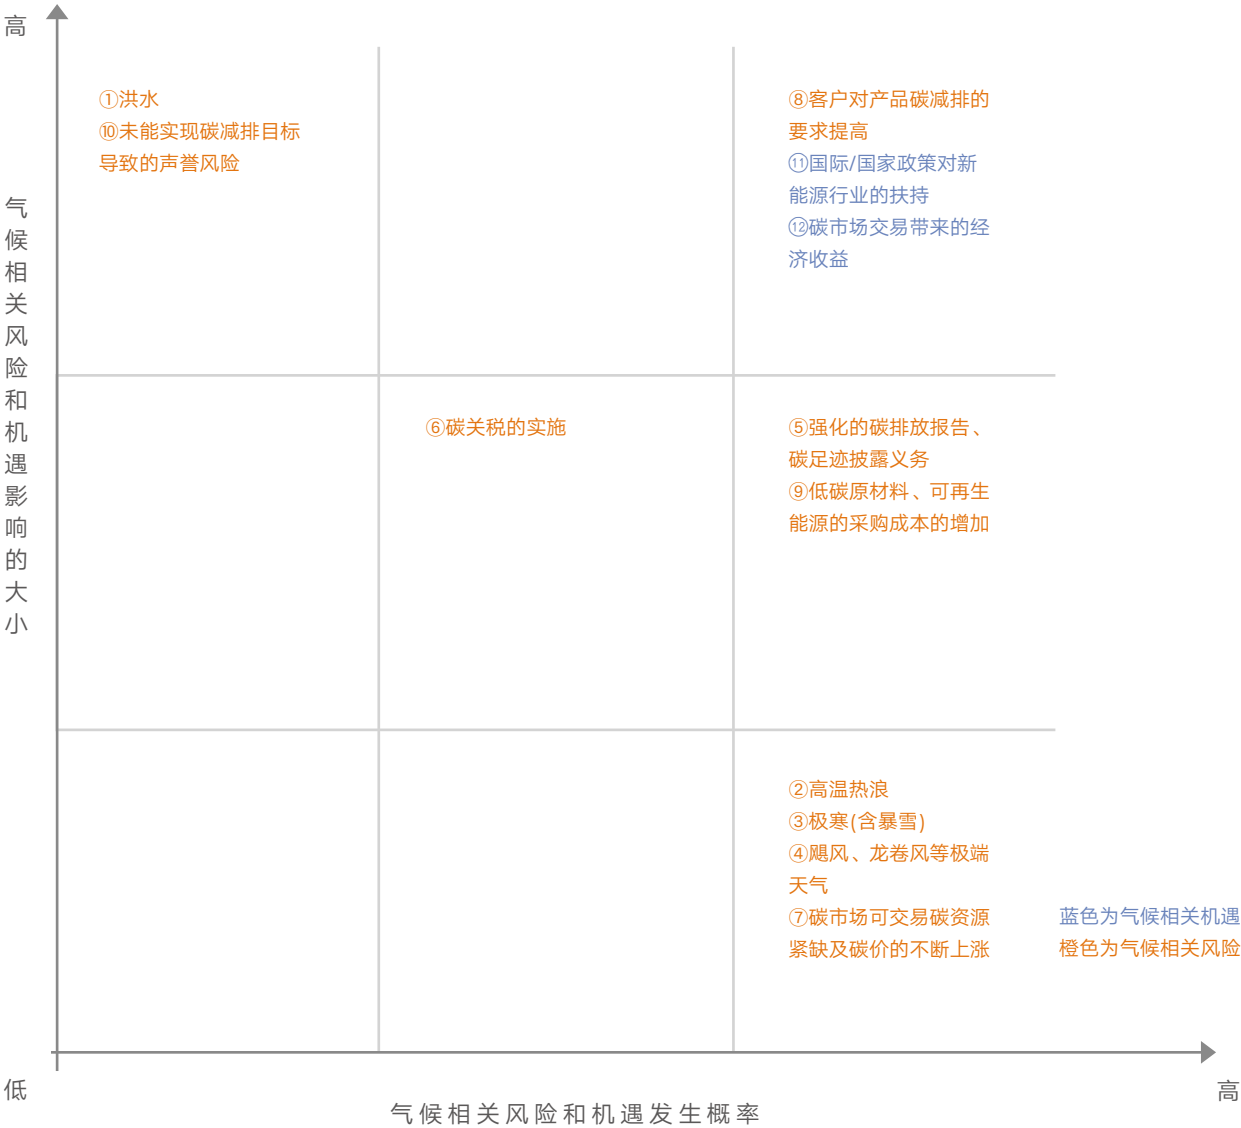 高
气候相关风险和机遇影响的大小
①洪水
⑩未能实现碳减排目标
导致的声誉风险
⑧客户对产品碳减排的
要求提高
⑪国际/国家政策对新
能源行业的扶持
⑫碳市场交易带来的经
济收益
⑥碳关税的实施
⑤强化的碳排放报告、
碳足迹披露义务
⑨低碳原材料、可再生
能源的采购成本的增加
②高温热浪
③极寒(含暴雪)
④飓风、龙卷风等极端
天气
⑦碳市场可交易碳资源
紧缺及碳价的不断上涨
蓝色为气候相关机遇
橙色为气候相关风险
低
高
气候相关风险和机遇发生概率